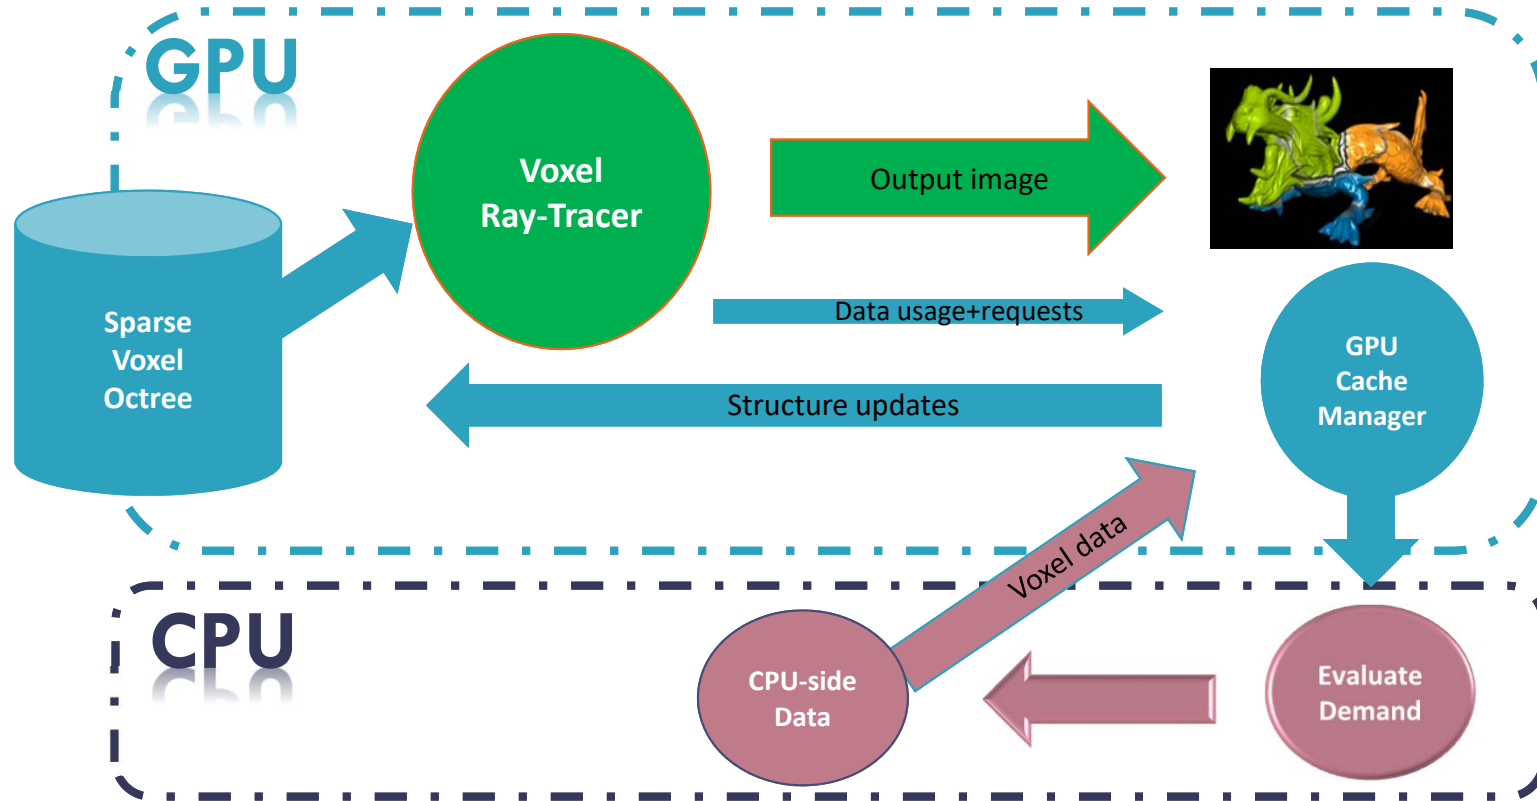 GPU
Voxel
Ray-Tracer
Output image
Sparse
Voxel
Octree
Data usage+requests
GPU
Cache
Manager
Structure updates
Voxel data
CPU
CPU-side
Data
Evaluate
Demand